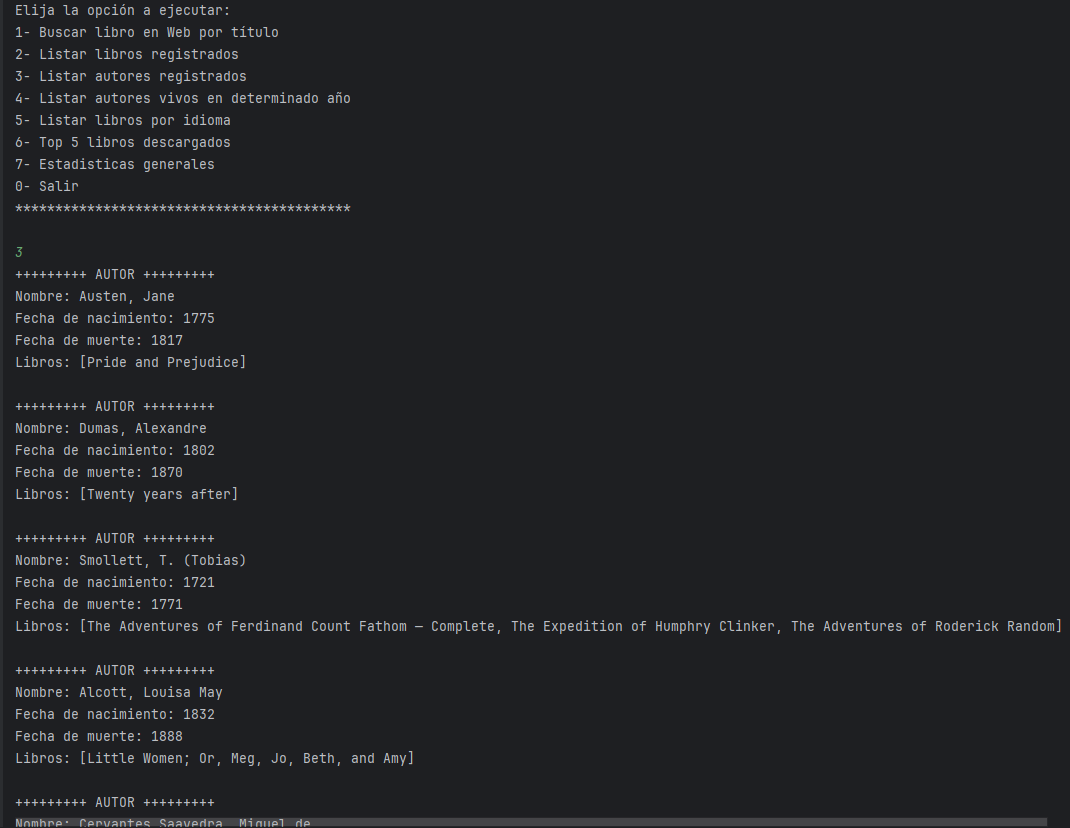 Elija la opción a ejecutar:
1- Buscar libro en Web por título
2- Listar libros registrados
3- Listar autores registrados
4- Listar autores vivos en determinado año
5- Listar libros por idioma
6- Top 5 libros descargados
7- Estadisticas generales
0- Salir
******************************************

3
+++++++++ AUTOR +++++++++
Nombre: Austen, Jane
Fecha de nacimiento: 1775
Fecha de muerte: 1817
Libros: [Pride and Prejudice]

+++++++++ AUTOR +++++++++
Nombre: Dumas, Alexandre
Fecha de nacimiento: 1802
Fecha de muerte: 1870
Libros: [Twenty years after]

+++++++++ AUTOR +++++++++
Nombre: Smollett, T. (Tobias)
Fecha de nacimiento: 1721
Fecha de muerte: 1771
Libros: [The Adventures of Ferdinand Count Fathom — Complete, The Expedition of Humphry Clinker, The Adventures of Roderick Random]

+++++++++ AUTOR +++++++++
Nombre: Alcott, Louisa May
Fecha de nacimiento: 1832
Fecha de muerte: 1888
Libros: [Little Women; Or, Meg, Jo, Beth, and Amy]

+++++++++ AUTOR +++++++++
Nombre: Cervantes Saavedra, Miguel de